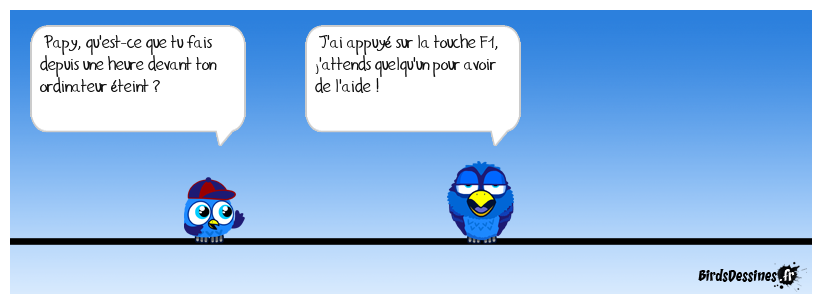 Papy, qu'est-ce que tu fais
depuis une heure devant ton
ordinateur éteint ?
J'ai appuyé sur la touche F1,
j'attends quelqu'un pour avoir
de l'aide !
BirdsDessines.fr